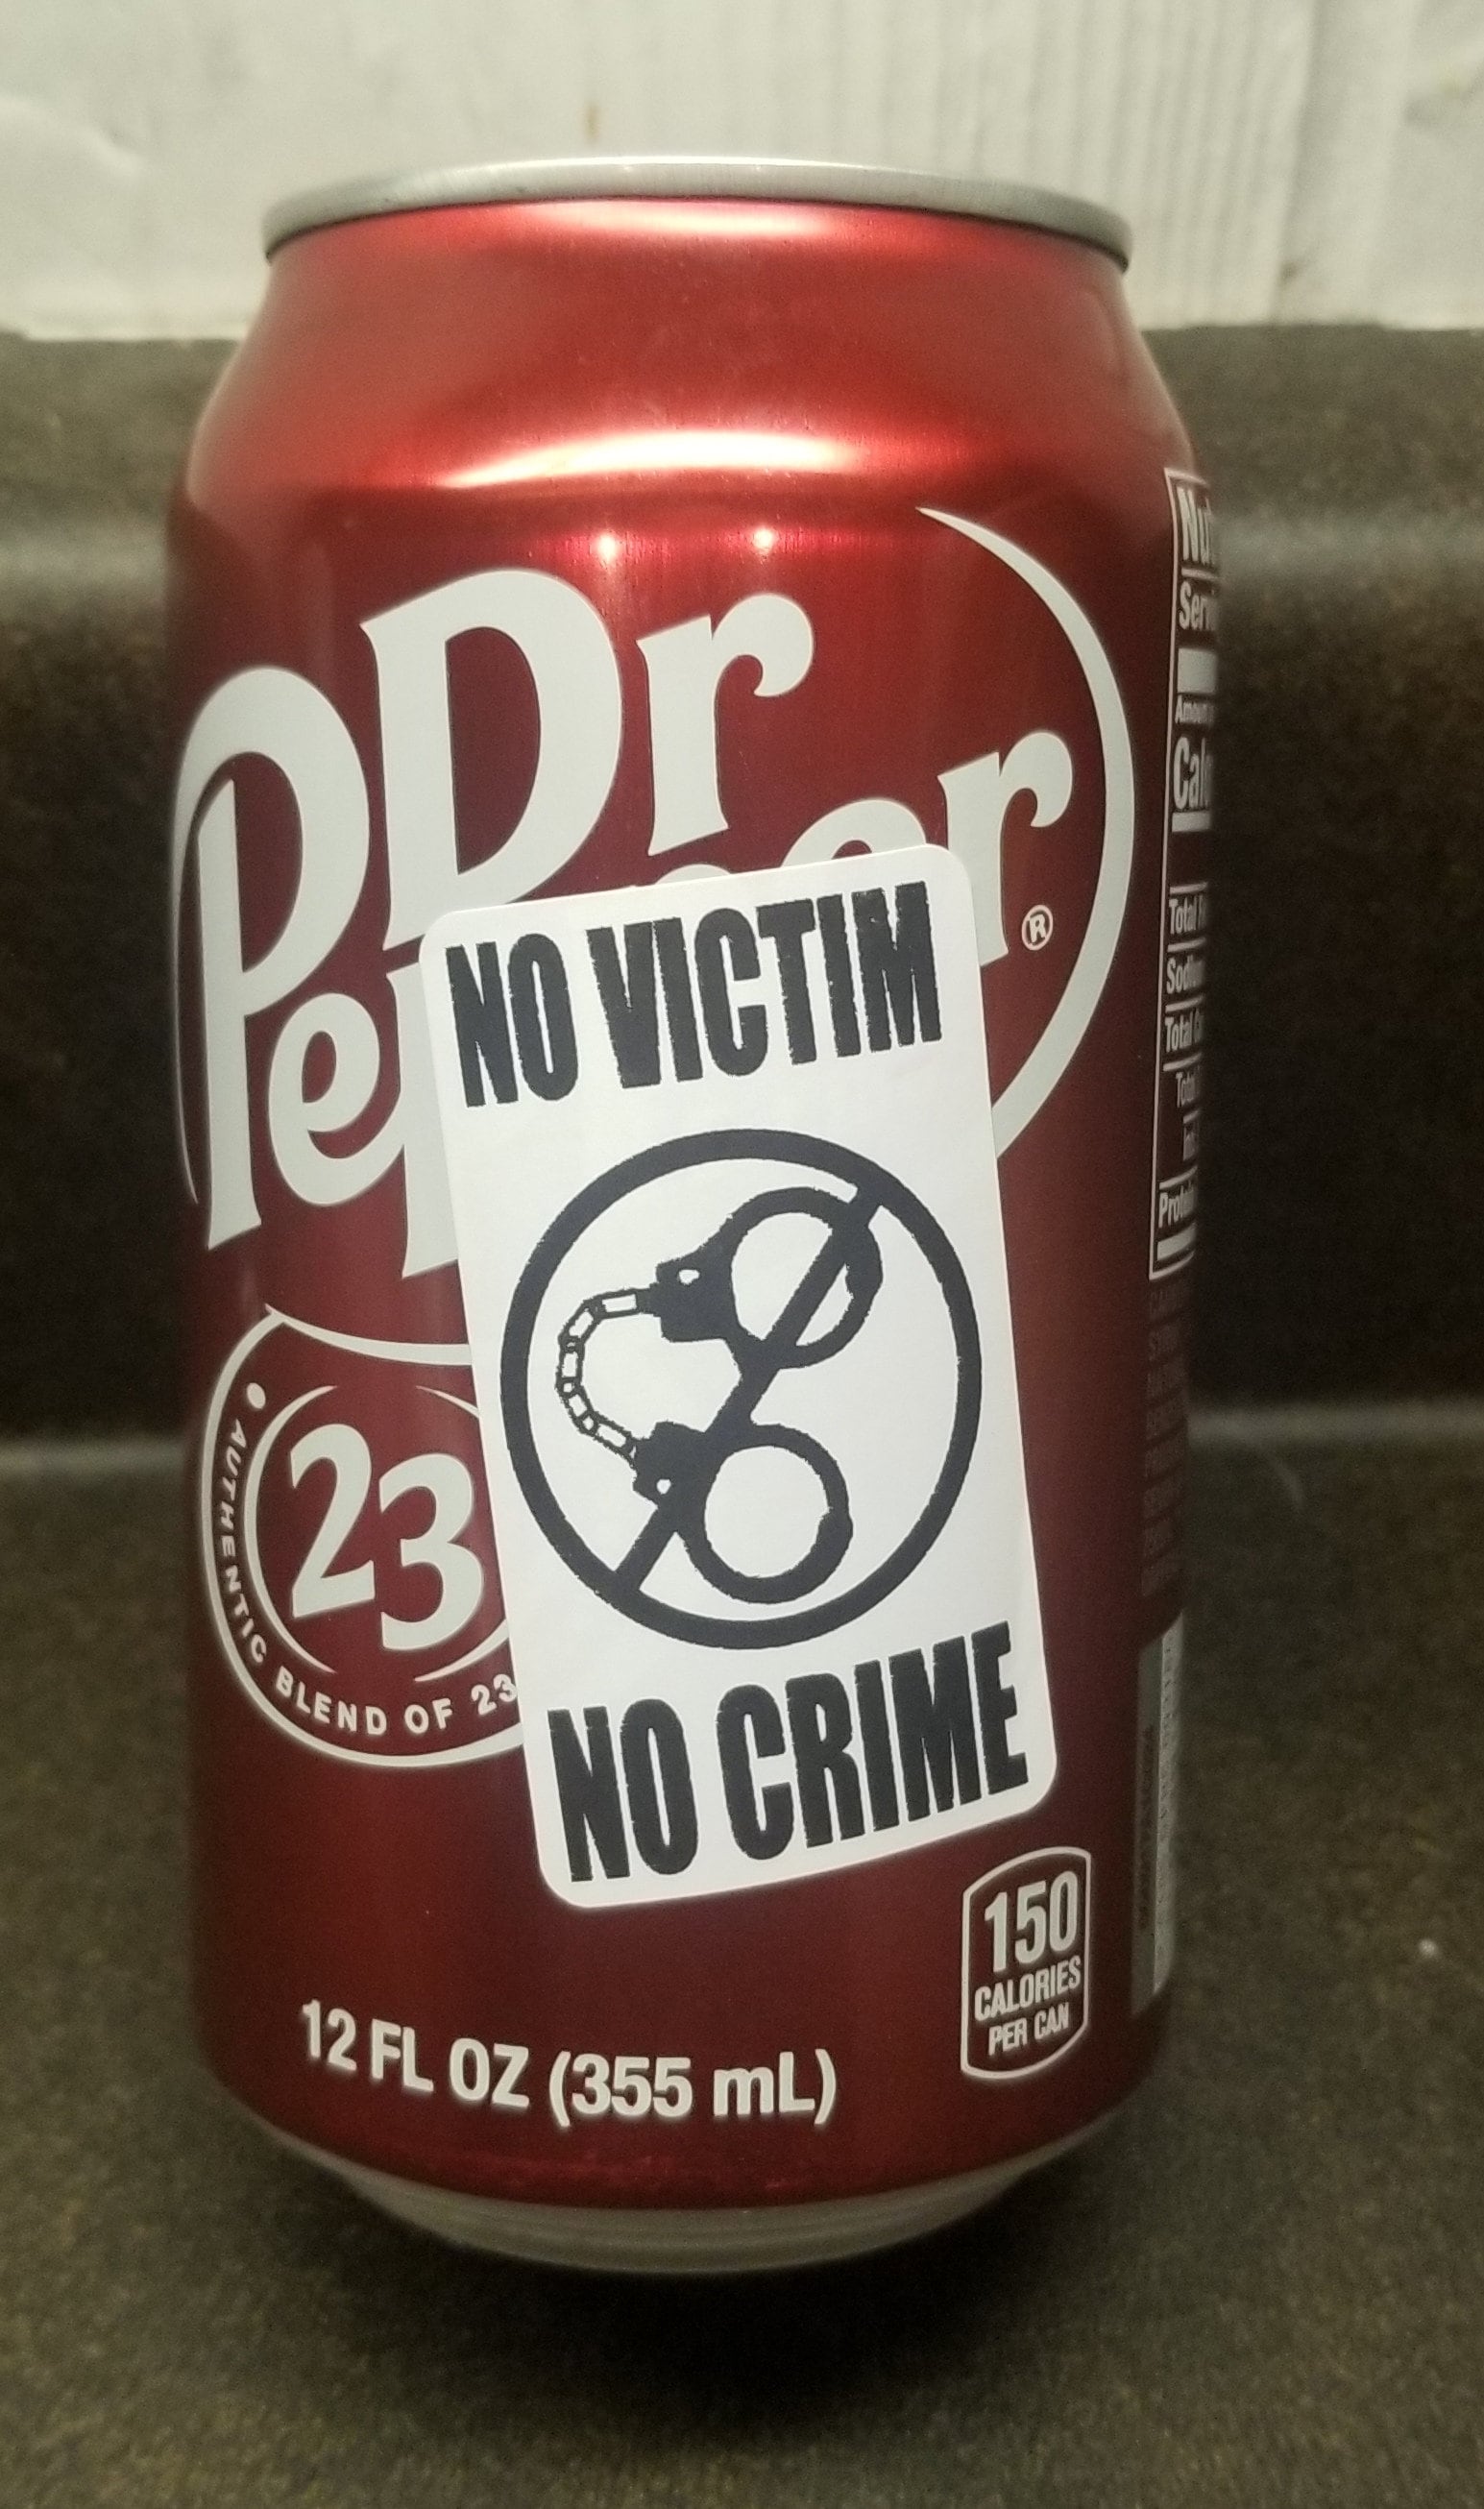 Dr
Pepper®
NO VICTIM
NO CRIME
23
• AUTHENTIC BLEND OF 23
150
CALORIES
PER CAN
12 FL OZ (355 mL)